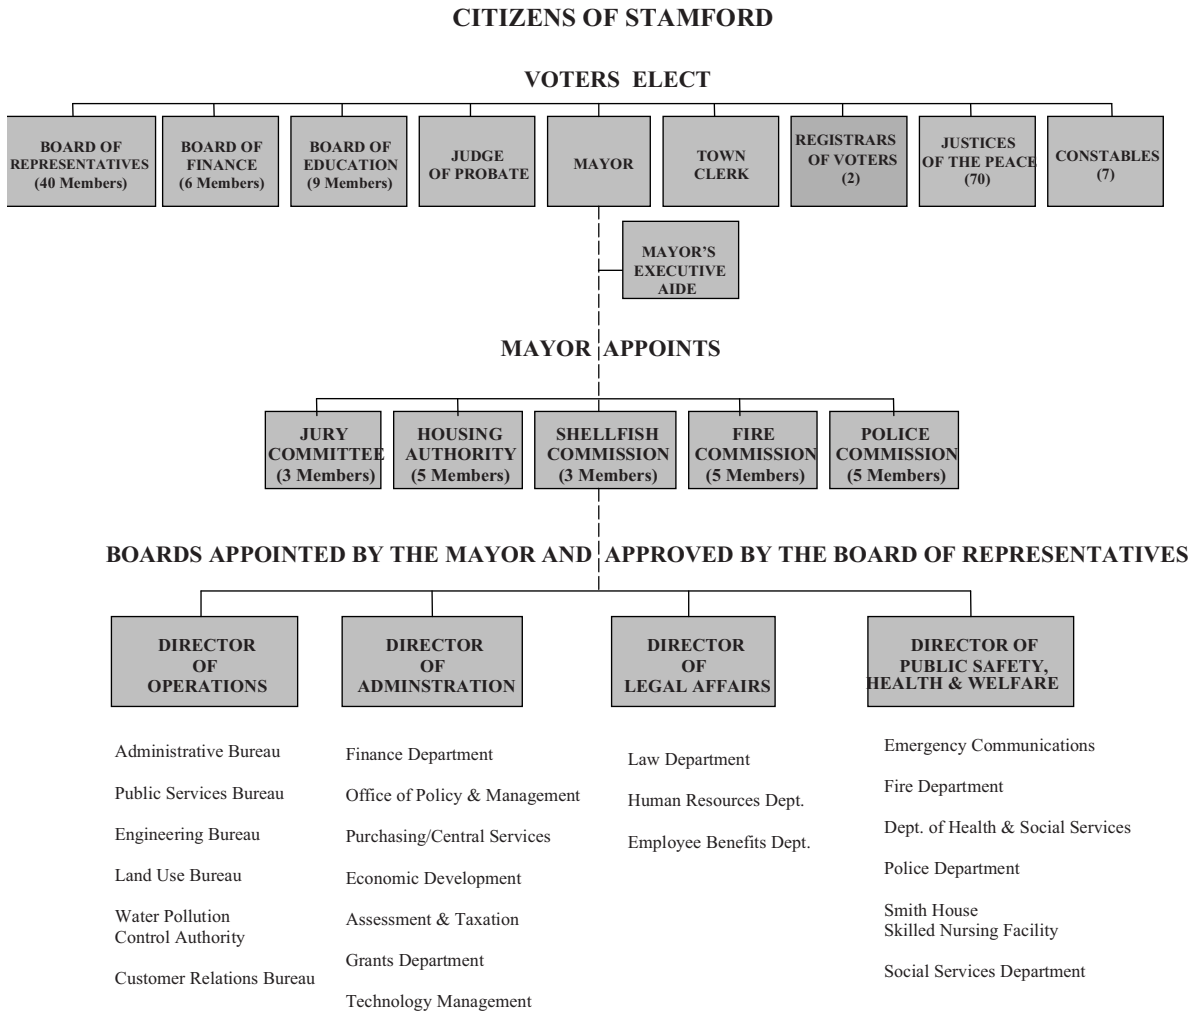 CITIZENS OF STAMFORD
VOTERS ELECT
BOARD OF
REPRESENTATIVES
(40 Members)
BOARD OF
FINANCE
(6 Members)
BOARD OF
EDUCATION
(9 Members)
JUDGE
OF PROBATE
MAYOR
TOWN
CLERK
REGISTRARS
OF VOTERS
(2)
JUSTICES
OF THE PEACE
(70)
CONSTABLES
(7)
MAYOR'S
EXECUTIVE
AIDE
MAYOR APPOINTS
JURY
COMMITTEE
(3 Members)
HOUSING
AUTHORITY
(5 Members)
SHELLFISH
COMMISSION
(3 Members)
FIRE
COMMISSION
(5 Members)
POLICE
COMMISSION
(5 Members)
BOARDS APPOINTED BY THE MAYOR AND APPROVED BY THE BOARD OF REPRESENTATIVES
DIRECTOR
OF
OPERATIONS
Administrative Bureau
Public Services Bureau
Engineering Bureau
Land Use Bureau
Water Pollution
Control Authority
Customer Relations Bureau
DIRECTOR
OF
ADMINSTRATION
Finance Department
Office of Policy & Management
Purchasing/Central Services
Economic Development
Assessment & Taxation
Grants Department
Technology Management
DIRECTOR
OF
LEGAL AFFAIRS
Law Department
Human Resources Dept.
Employee Benefits Dept.
DIRECTOR OF
PUBLIC SAFETY,
HEALTH & WELFARE
Emergency Communications
Fire Department
Dept. of Health & Social Services
Police Department
Smith House
Skilled Nursing Facility
Social Services Department